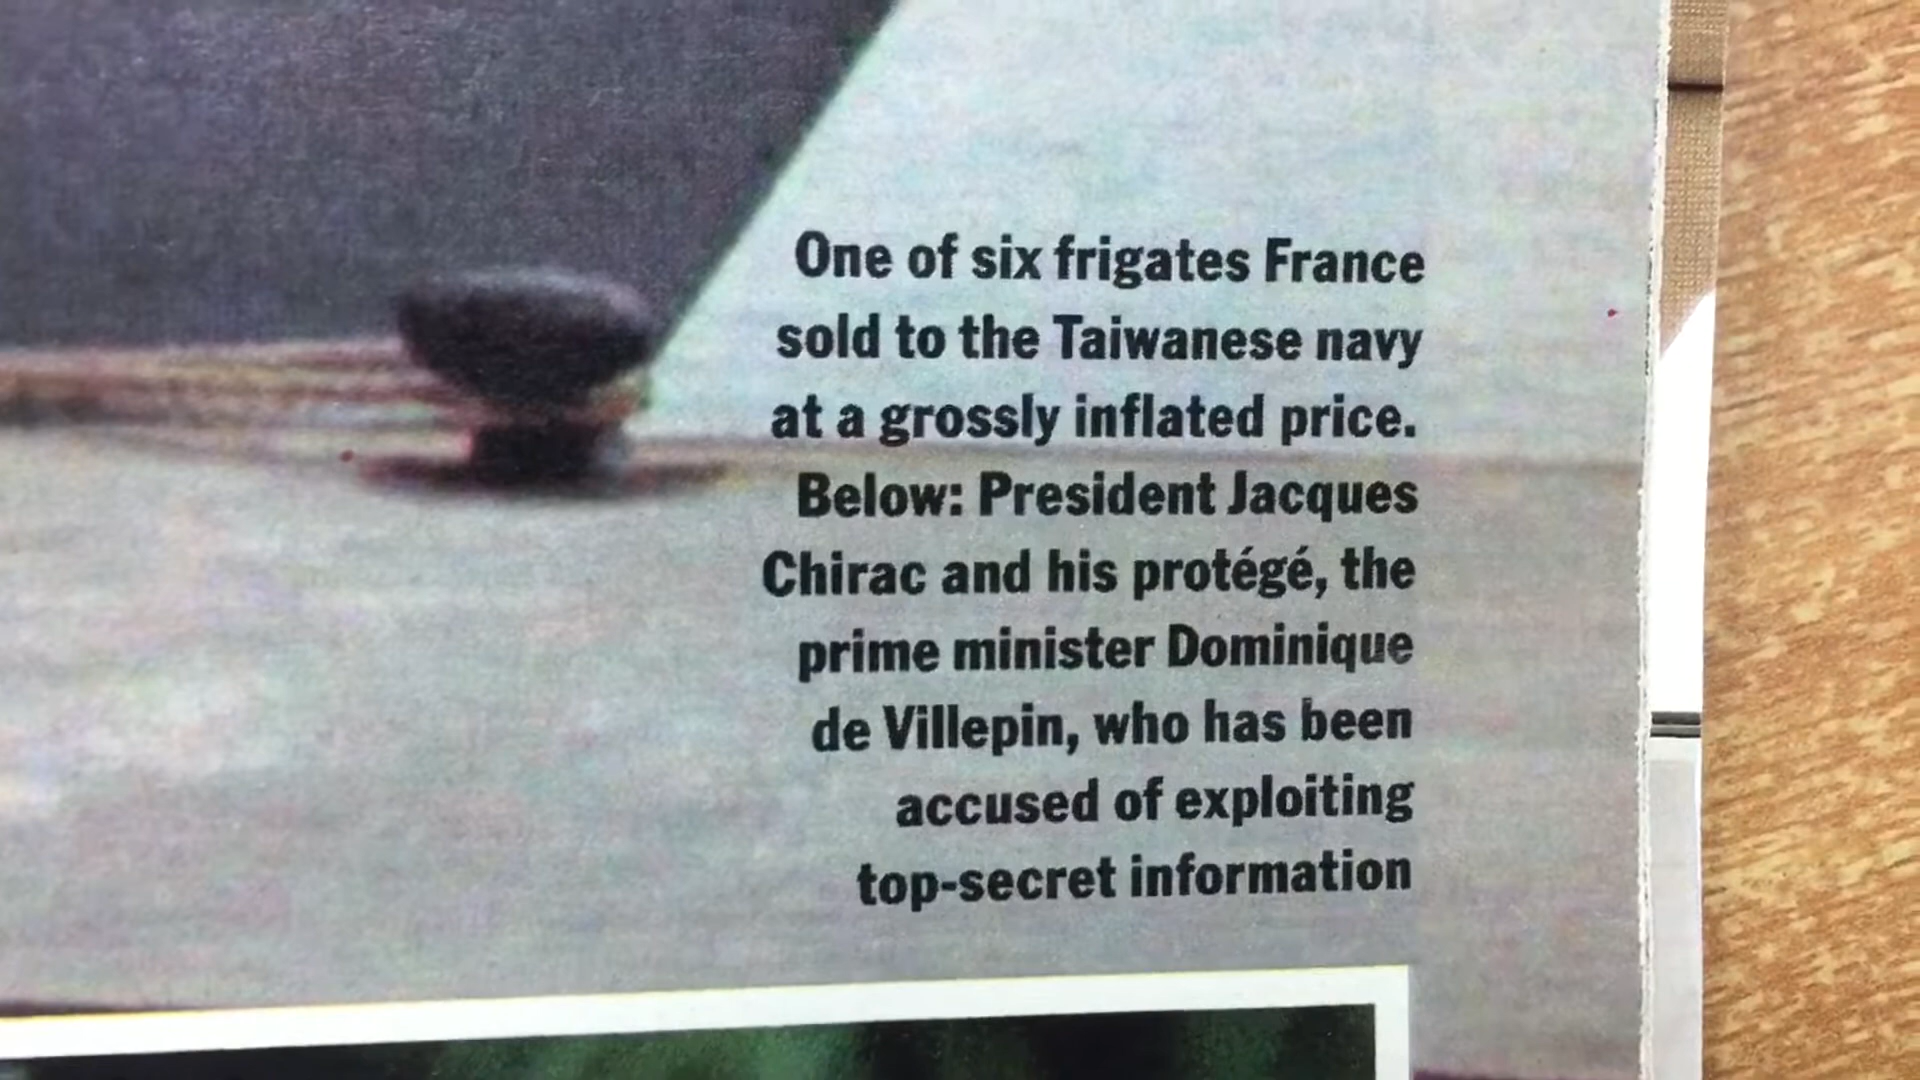 One of six frigates France
sold to the Taiwanese navy
at a grossly inflated price.
Below: President Jacques
Chirac and his protégé, the
prime minister Dominique
de Villepin, who has been
accused of exploiting
top-secret information